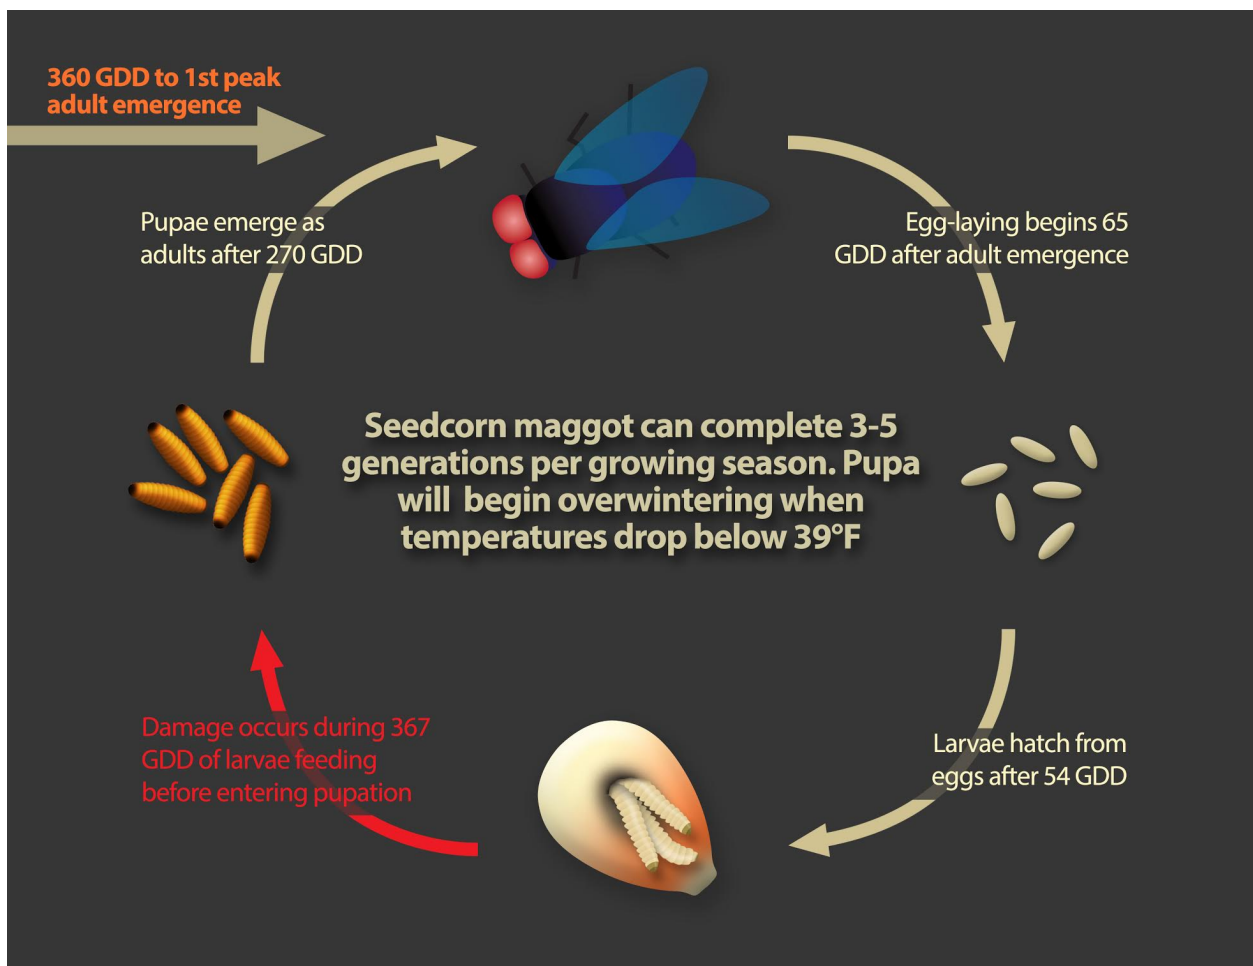 360 GDD to 1st peak
adult emergence
Pupae emerge as
adults after 270 GDD
Egg-laying begins 65
GDD after adult emergence
Seedcorn maggot can complete 3-5
generations per growing season. Pupa
will begin overwintering when
temperatures drop below 39°F
Damage occurs during 367
GDD of larvae feeding
before entering pupation
Larvae hatch from
eggs after 54 GDD